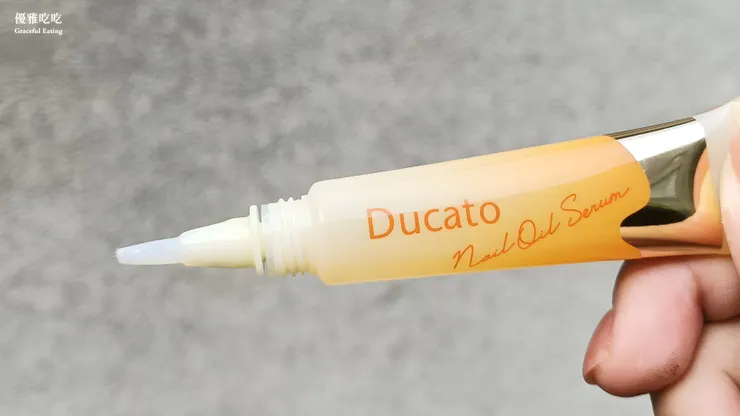 優雅吃吃
Graceful Eating
Ducato
Nail Oil Serum